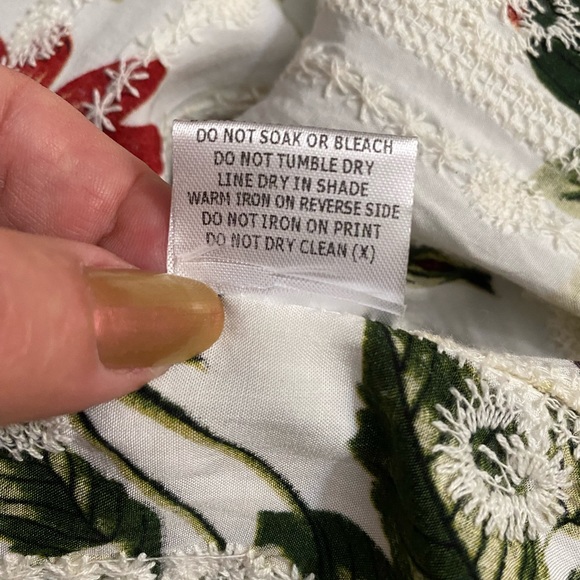 DO NOT SOAK OR BLEACH
DO NOT TUMBLE DRY
LINE DRY IN SHADE
WARM IRON ON REVERSE SIDE
DO NOT IRON ON PRINT
DO NOT DRY CLEAN (X)